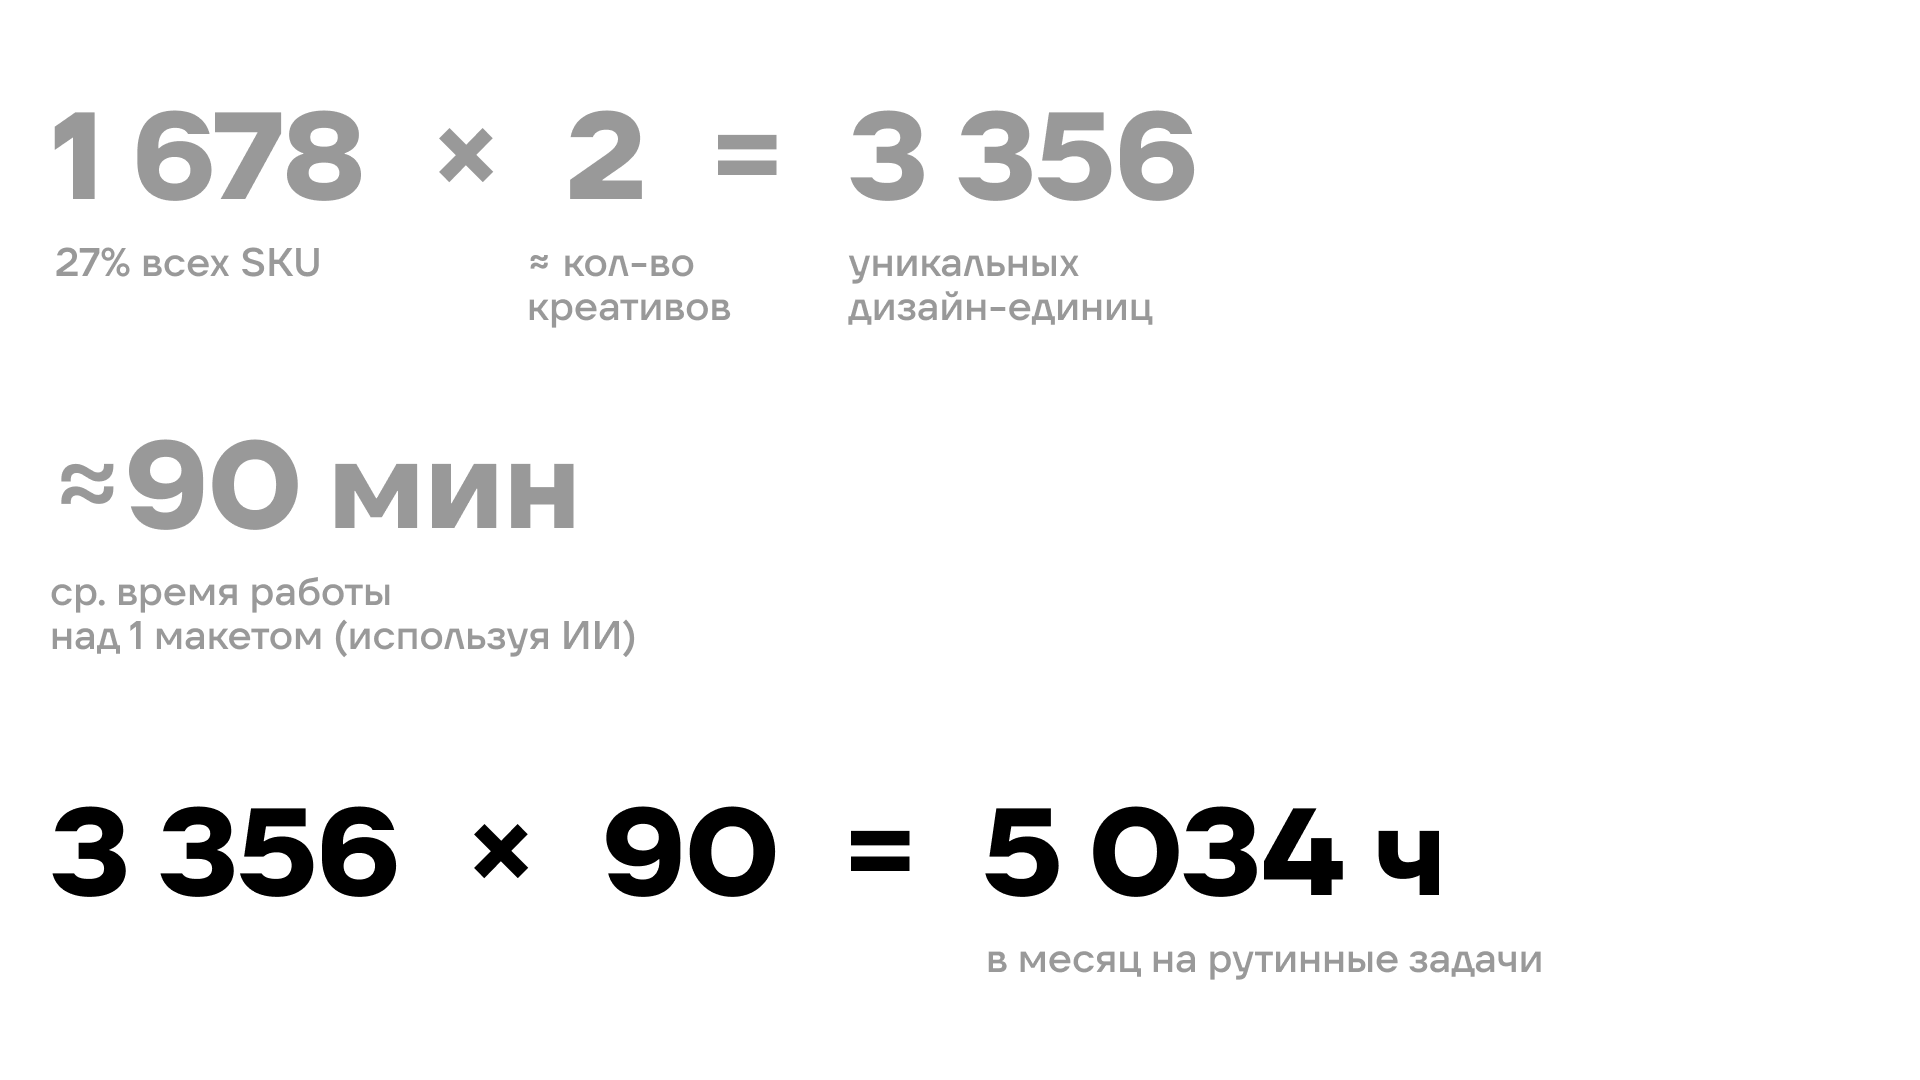 1 678 × 2 = 3 356
27% всех SKU
≈ кол-во
креативов
уникальных
дизайн-единиц
≈90 мин
ср. время работы
над 1 макетом (используя ИИ)
3 356 × 90 = 5 034 ч
в месяц на рутинные задачи